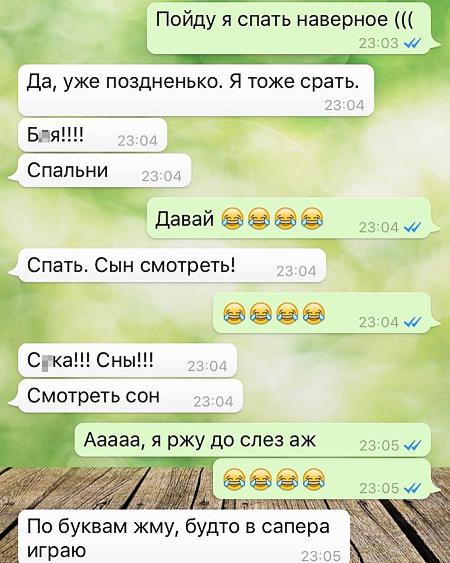 Пойду я спать наверное (((
23:03
Да, уже поздненько. Я тоже срать.
23:04
Б я!!!! 23:04
Спальни 23:04
Давай 😂😂😂😂 23:04
Спать. Сын смотреть! 23:04
😂😂😂😂
23:04
С ка!!! Сны!!! 23:04
Смотреть сон 23:04
Ааааа, я ржу до слез аж 23:05
😂😂😂😂 23:05
По буквам жму, будто в сапера
играю 23:05